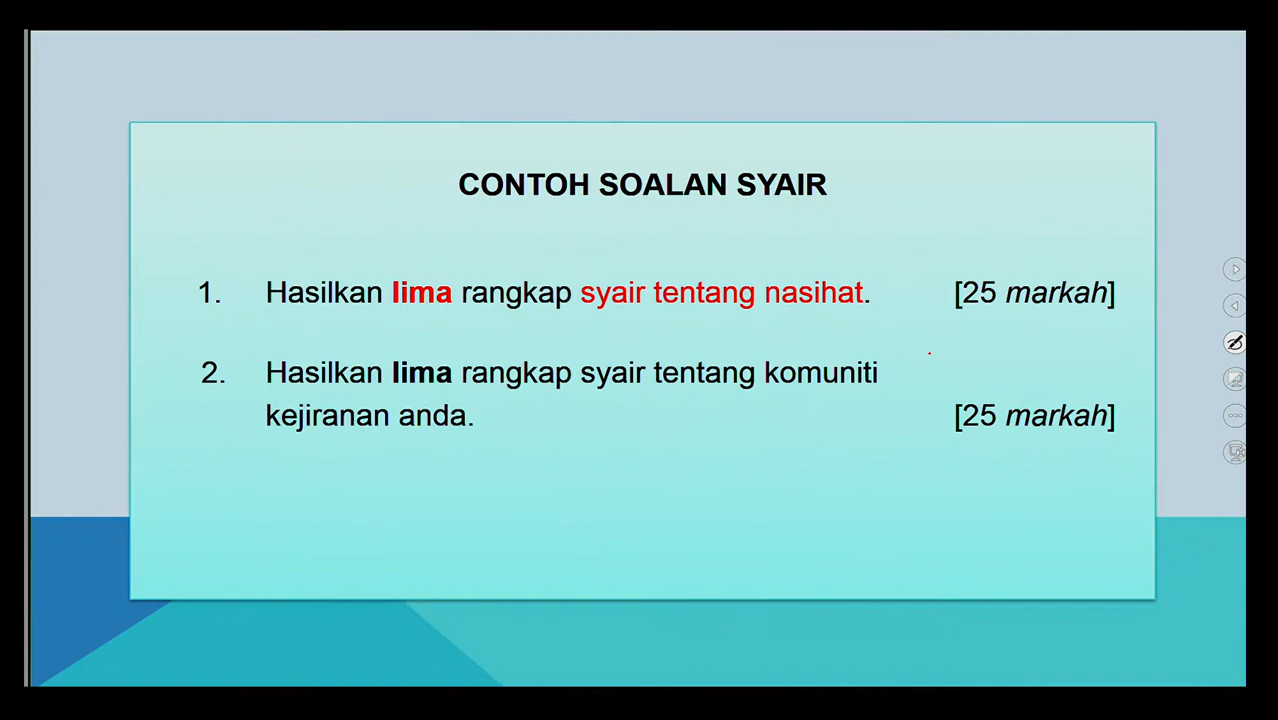 CONTOH SOALAN SYAIR
1. Hasilkan lima rangkap syair tentang nasihat. [25 markah]
2. Hasilkan lima rangkap syair tentang komuniti
kejiranan anda. [25 markah]